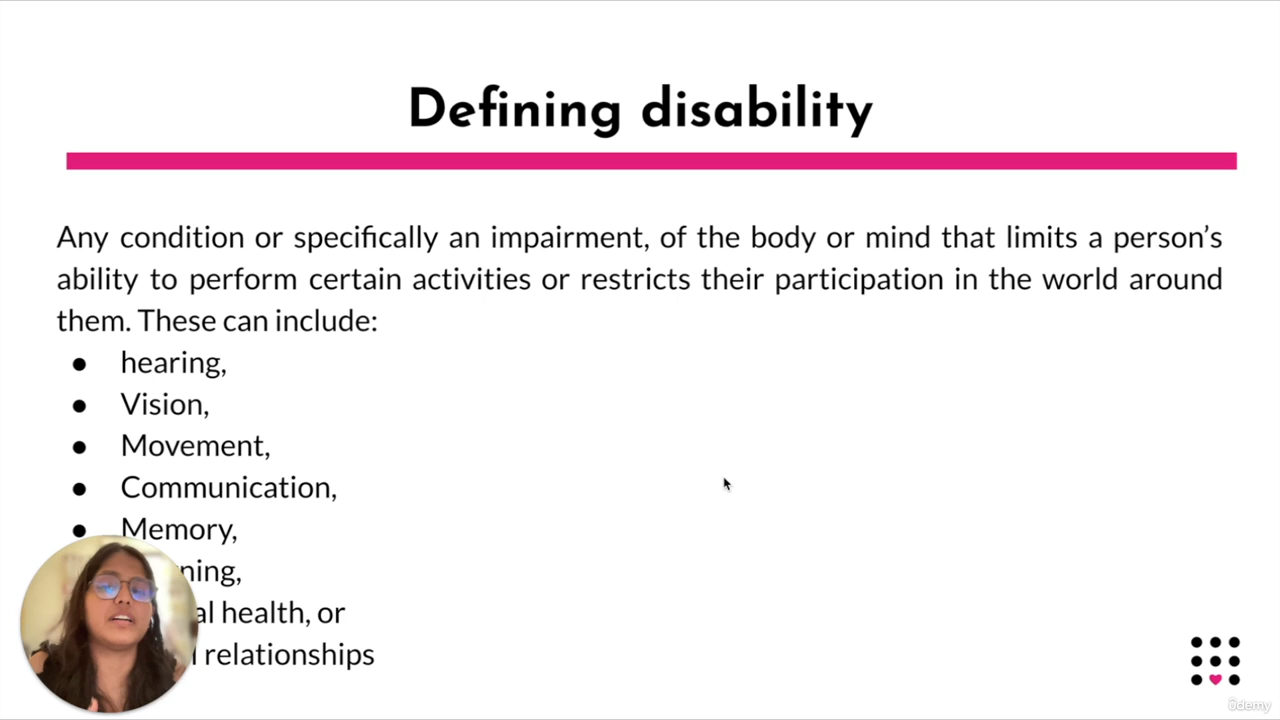 Defining disability
Any condition or specifically an impairment, of the body or mind that limits a person’s
ability to perform certain activities or restricts their participation in the world around
them. These can include:
● hearing,
● Vision,
● Movement,
● Communication,
● Memory,
ning,
al health, or
relationships
ûdemy